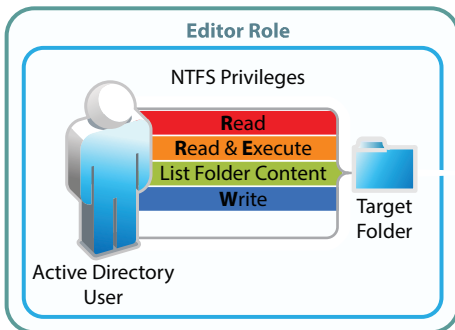 Editor Role
NTFS Privileges
Read
Read & Execute
List Folder Content
Write
Target
Folder
Active Directory
User